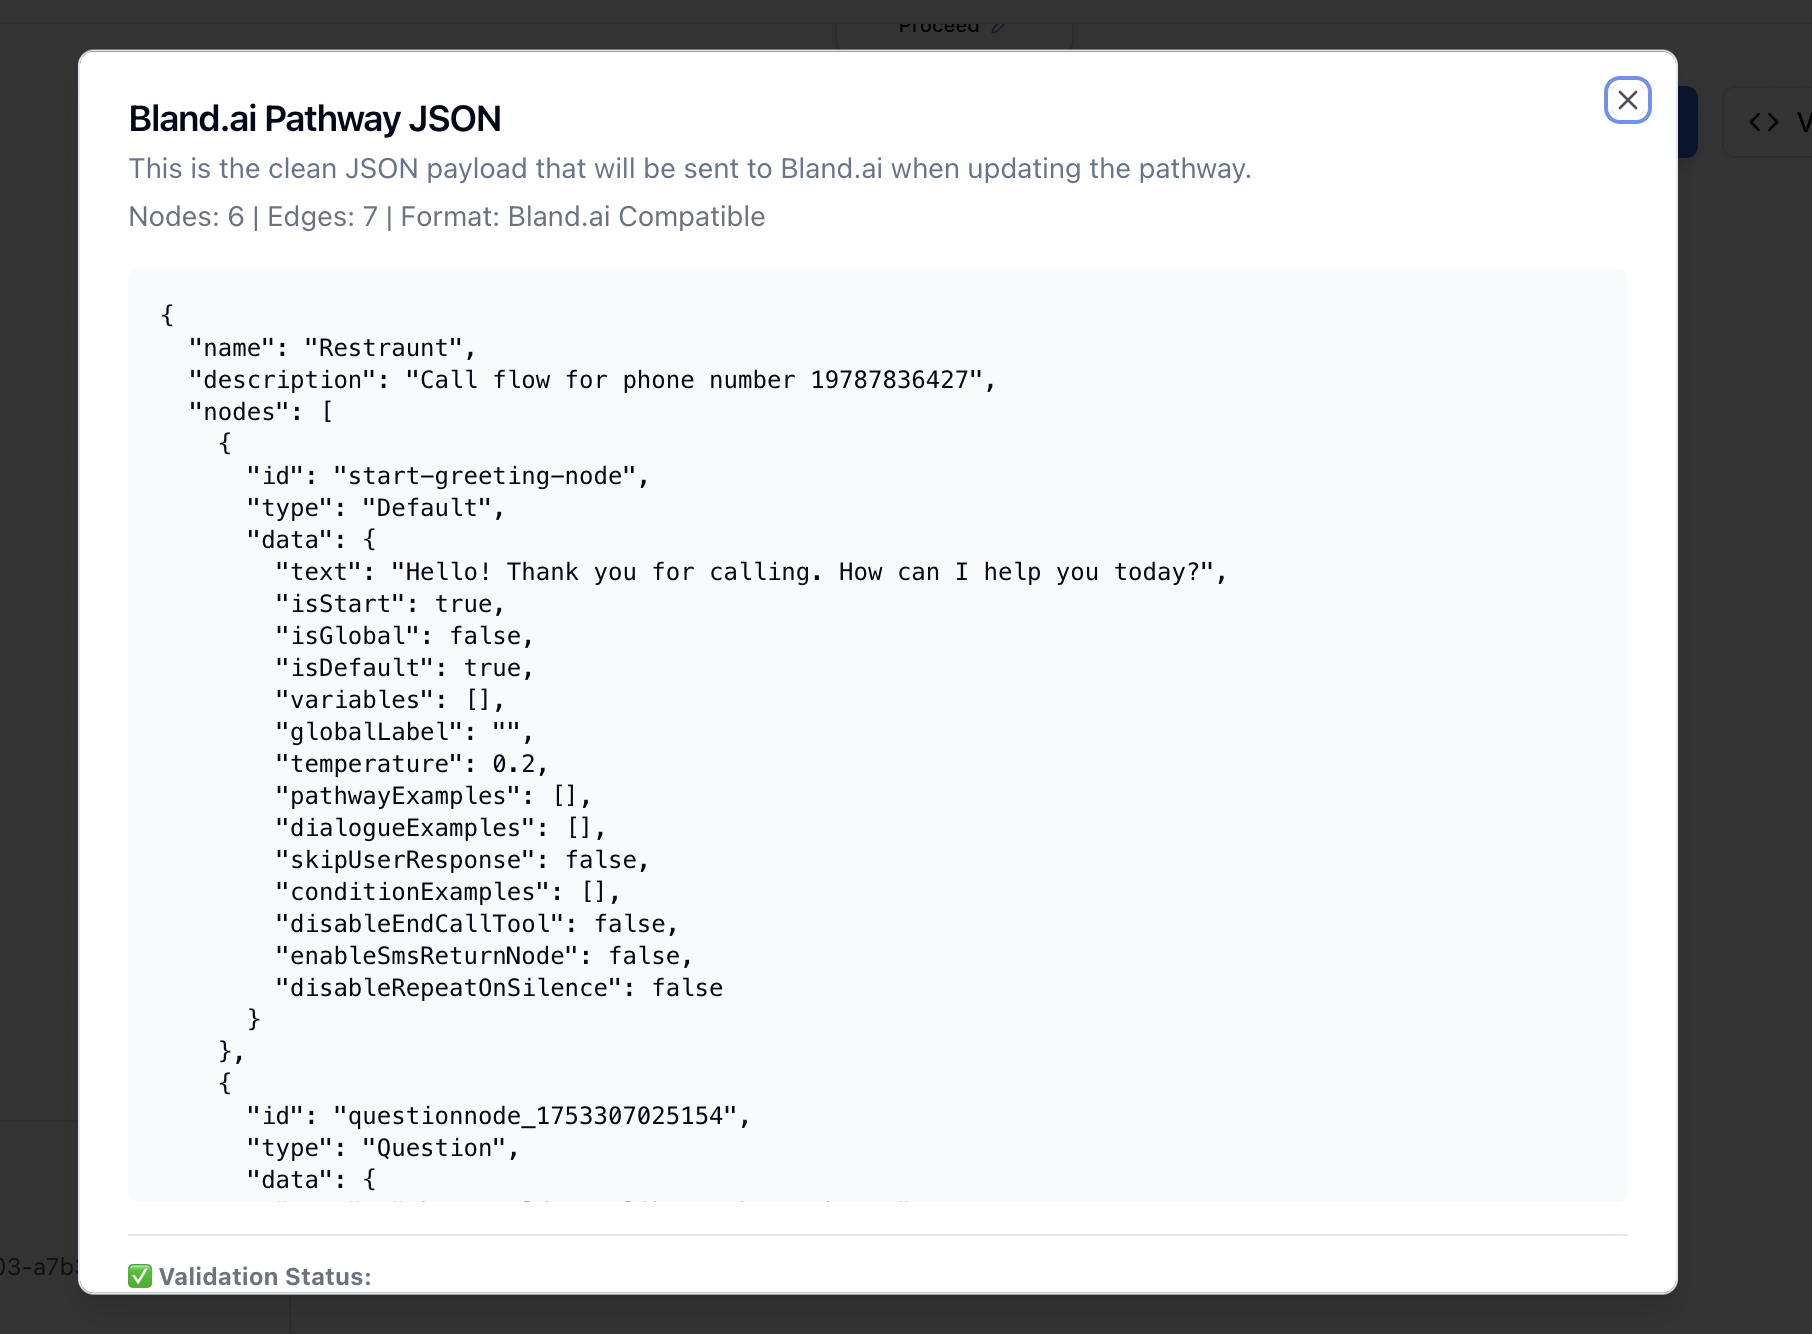 Proceed
Bland.ai Pathway JSON
This is the clean JSON payload that will be sent to Bland.ai when updating the pathway.
Nodes: 6 | Edges: 7 | Format: Bland.ai Compatible
{
"name": "Restraunt",
"description": "Call flow for phone number 19787836427",
"nodes": [
{
"id": "start-greeting-node",
"type": "Default",
"data": {
"text": "Hello! Thank you for calling. How can I help you today?",
"isStart": true,
"isGlobal": false,
"isDefault": true,
"variables": [],
"globalLabel": "",
"temperature": 0.2,
"pathwayExamples": [],
"dialogueExamples": [],
"skipUserResponse": false,
"conditionExamples": [],
"disableEndCallTool": false,
"enableSmsReturnNode": false,
"disableRepeatOnSilence": false
}
},
{
"id": "questionnode_1753307025154",
"type": "Question",
"data": {
✅ Validation Status: